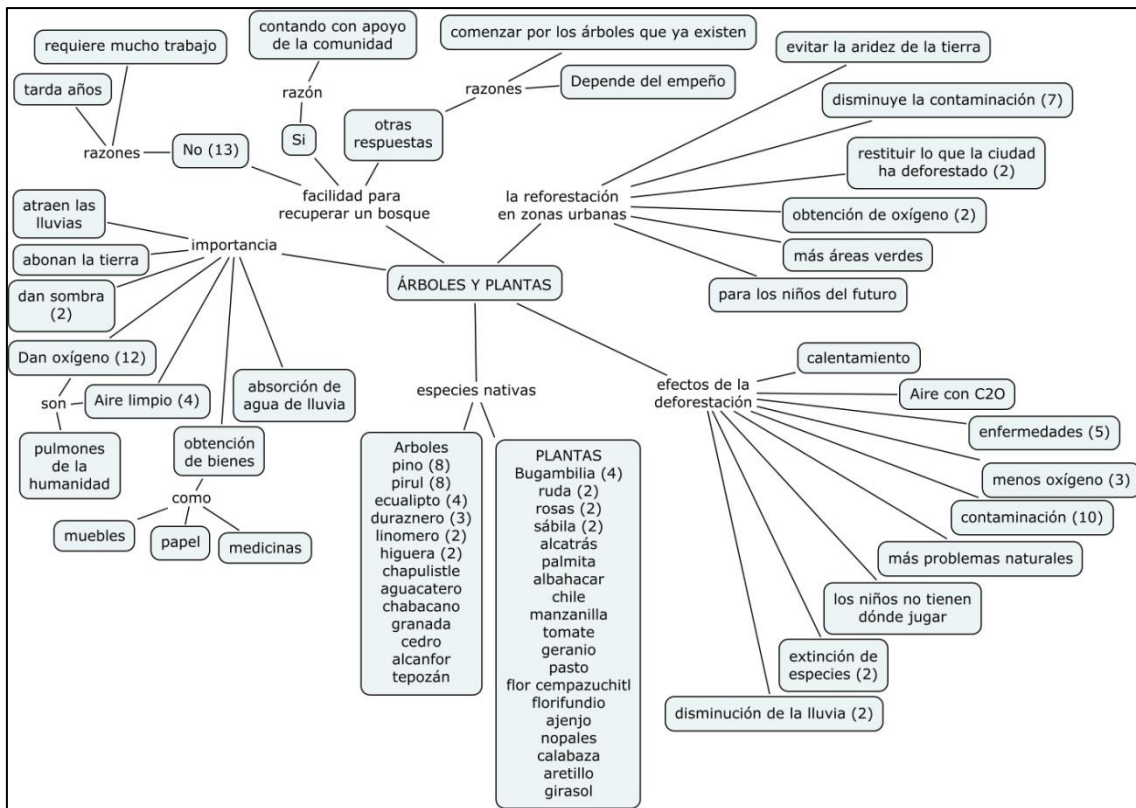 requiere mucho trabajo
tarda años
razones
No (13)
contando con apoyo
de la comunidad
razón
Si
comenzar por los árboles que ya existen
razones
Depende del empeño
otras
respuestas
facilidad para
recuperar un bosque
evitar la aridez de la tierra
disminuye la contaminación (7)
restituir lo que la ciudad
ha deforestado (2)
la reforestación
en zonas urbanas
obtención de oxígeno (2)
más áreas verdes
para los niños del futuro
atraen las
lluvias
importancia
abonan la tierra
dan sombra
(2)
Dan oxígeno (12)
son
Aire limpio (4)
pulmones
de la
humanidad
absorción de
agua de lluvia
obtención
de bienes
como
muebles
papel
medicinas
ÁRBOLES Y PLANTAS
especies nativas
Arboles
pino (8)
pirul (8)
ecualipto (4)
duraznero (3)
linomero (2)
higuera (2)
chapulistle
aguacatero
chabacano
granada
cedro
alcanfor
tepozán
PLANTAS
Bugambilia (4)
ruda (2)
rosas (2)
sábila (2)
alcatrás
palmita
albahacar
chile
manzanilla
tomate
geranio
pasto
flor cempazuchitl
florifundio
ajenjo
nopales
calabaza
aretillo
girasol
efectos de la
deforestación
calentamiento
Aire con C2O
enfermedades (5)
menos oxígeno (3)
contaminación (10)
más problemas naturales
los niños no tienen
dónde jugar
extinción de
especies (2)
disminución de la lluvia (2)